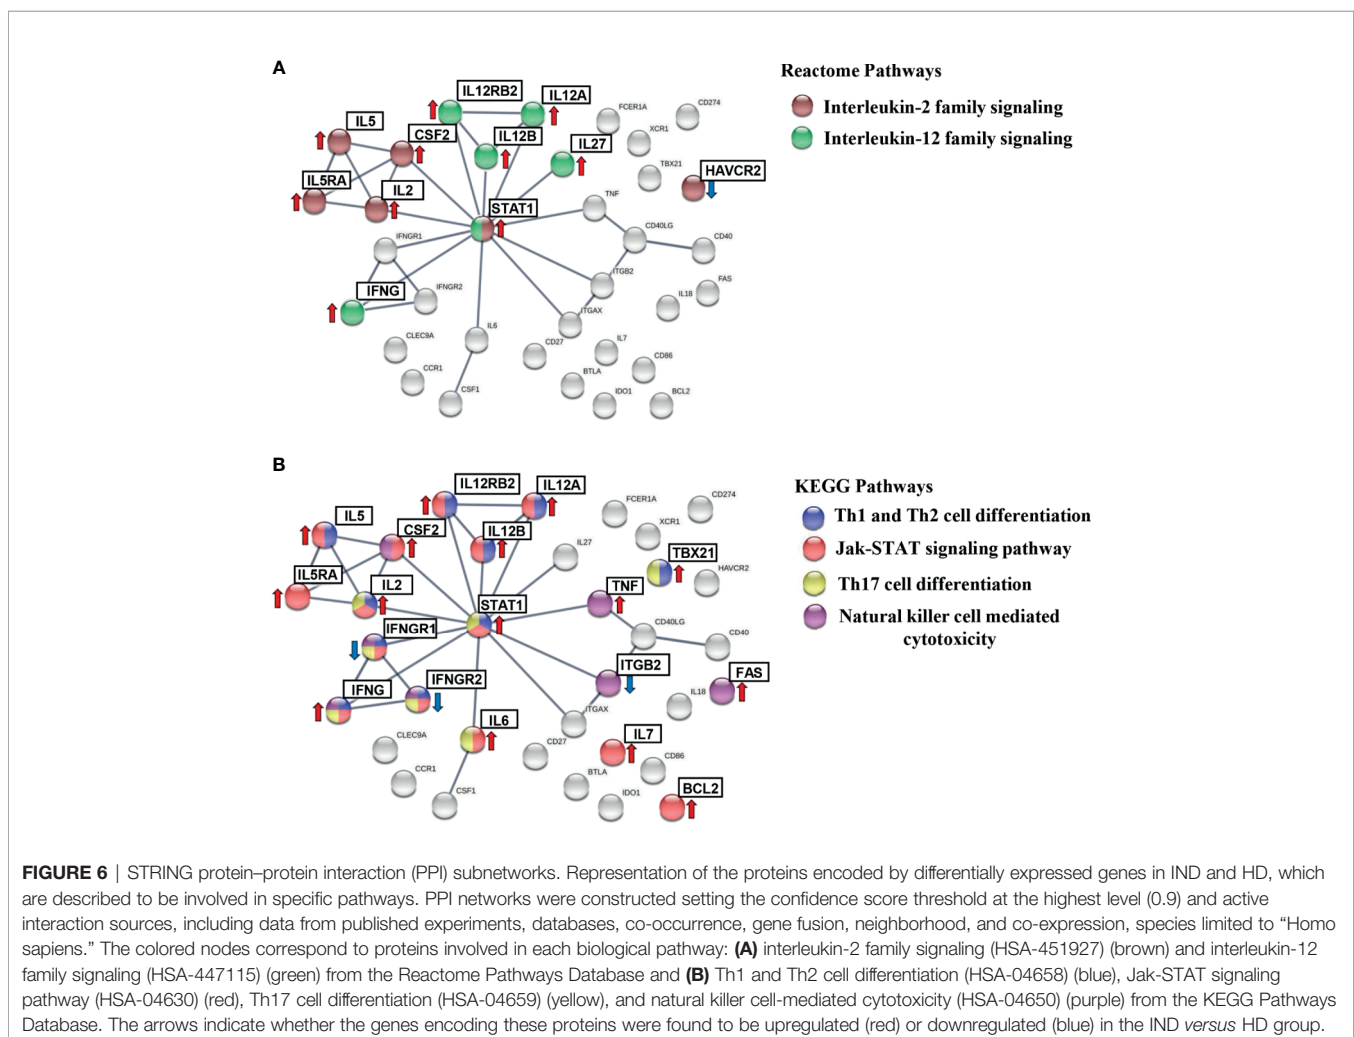 A
Reactome Pathways
Interleukin-2 family signaling
Interleukin-12 family signaling
IL12RB2
IL12A
FCER1A
CD274
IL5
CSF2
IL12B
IL27
XCR1
TBX21
HAVCR2
IL5RA
IL2
STAT1
TNF
CD40LG
CD40
IFNGR1
ITGB2
FAS
IFNG
IFNGR2
IL18
ITGAX
IL6
CLEC9A
CD27
IL7
CD86
CCR1
BTLA
CSF1
IDO1
BCL2
B
KEGG Pathways
Th1 and Th2 cell differentiation
Jak-STAT signaling pathway
Th17 cell differentiation
Natural killer cell mediated
cytotoxicity
IL12RB2
IL12A
FCER1A
CD274
IL5
CSF2
IL12B
XCR1
IL27
TBX21
HAVCR2
IL5RA
IL2
TNF
STAT1
CD40LG
CD40
IFNGR1
ITGB2
FAS
IFNG
IFNGR2
IL18
ITGAX
IL6
IL7
CLEC9A
CD27
CD86
CCR1
BTLA
BCL2
CSF1
IDO1
FIGURE 6 | STRING protein–protein interaction (PPI) subnetworks. Representation of the proteins encoded by differentially expressed genes in IND and HD, which
are described to be involved in specific pathways. PPI networks were constructed setting the confidence score threshold at the highest level (0.9) and active
interaction sources, including data from published experiments, databases, co-occurrence, gene fusion, neighborhood, and co-expression, species limited to “Homo
sapiens.” The colored nodes correspond to proteins involved in each biological pathway: (A) interleukin-2 family signaling (HSA-451927) (brown) and interleukin-12
family signaling (HSA-447115) (green) from the Reactome Pathways Database and (B) Th1 and Th2 cell differentiation (HSA-04658) (blue), Jak-STAT signaling
pathway (HSA-04630) (red), Th17 cell differentiation (HSA-04659) (yellow), and natural killer cell-mediated cytotoxicity (HSA-04650) (purple) from the KEGG Pathways
Database. The arrows indicate whether the genes encoding these proteins were found to be upregulated (red) or downregulated (blue) in the IND versus HD group.